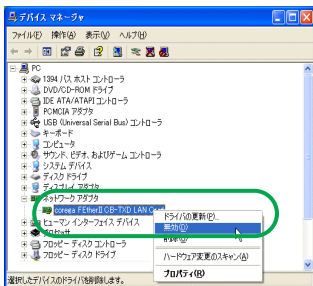 デバイス マネージャ
ファイル(F) 操作(A) 表示(V) ヘルプ(H)
PC
1394 バス ホスト コントローラ
DVD/CD-ROM ドライブ
IDE ATA/ATAPI コントローラ
PCMCIA アダプタ
USB (Universal Serial Bus) コントローラ
キーボード
コンピュータ
サウンド、ビデオ、およびゲーム コントローラ
システム デバイス
ディスク ドライブ
ディスプレイ アダプタ
ネットワーク アダプタ
corega FEtherII CB-TXD LAN Card
ドライバの更新(P)...
ヒューマン インターフェイス デバイス
無効(D)
プロセッサ
削除(U)
フロッピー ディスク コントローラ
ハードウェア変更のスキャン(A)
フロッピー ディスク ドライブ
プロパティ(R)
選択したデバイスのドライバを削除します。